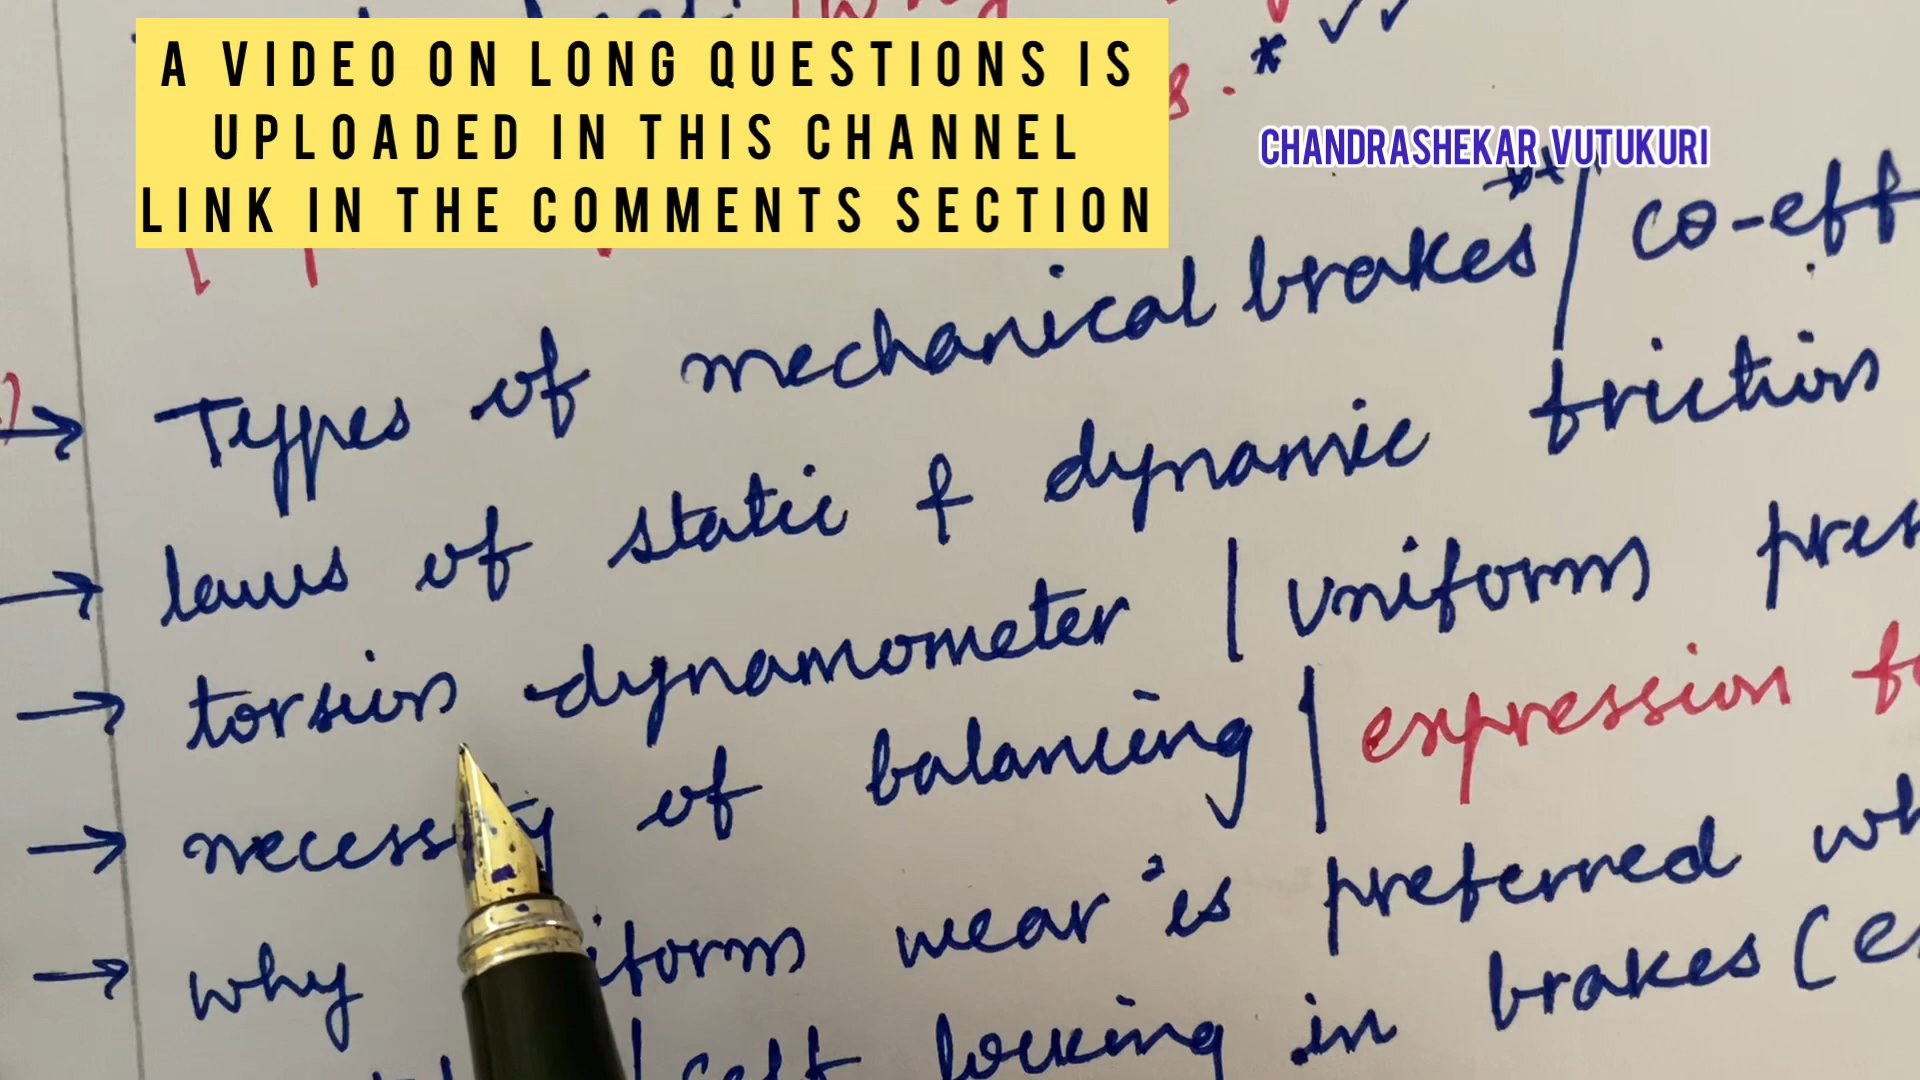 A VIDEO ON LONG QUESTIONS IS
UPLOADED IN THIS CHANNEL
LINK IN THE COMMENTS SECTION
CHANDRASHEKAR VUTUKURI
8. *
→ Types of mechanical brakes / co-eff
→ laws of static & dynamic friction
→ torsion dynamometer | uniform pres
→ necessity of balancing | expression fo
→ why wear is preferred wh
self locking in brakes (